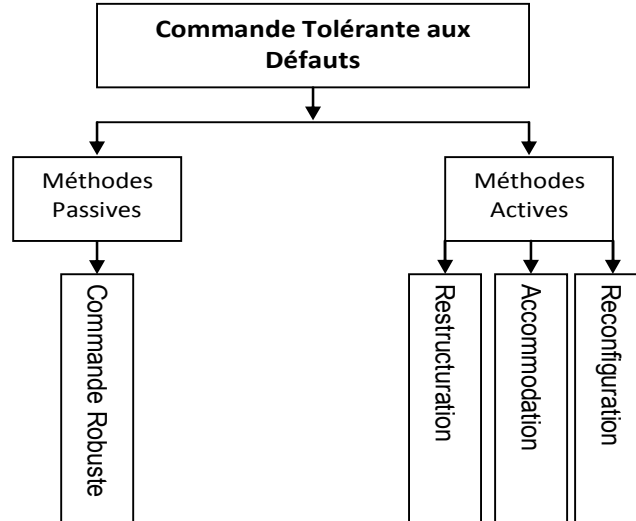 Commande Tolérante aux
Défauts
Méthodes
Passives
Méthodes
Actives
Commande Robuste
Restructuration
Accommodation
Reconfiguration